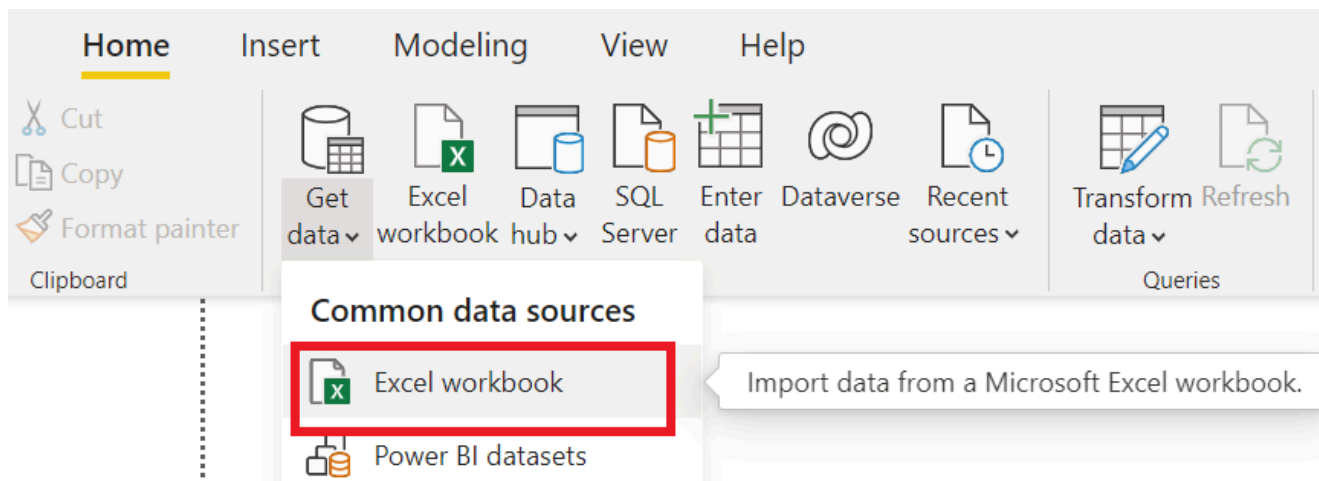 Home Insert Modeling View Help
Cut
Copy
Format painter
Clipboard
Get data
Excel workbook
Data hub
SQL Server
Enter data
Dataverse
Recent sources
Transform data
Refresh
Queries
Common data sources
Excel workbook
Import data from a Microsoft Excel workbook.
Power BI datasets